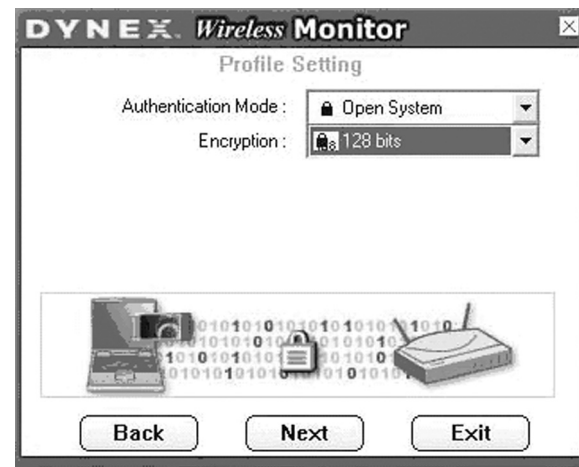 DYNEX. Wireless Monitor
Profile Setting
Authentication Mode : Open System
Encryption : 128 bits
Back Next Exit